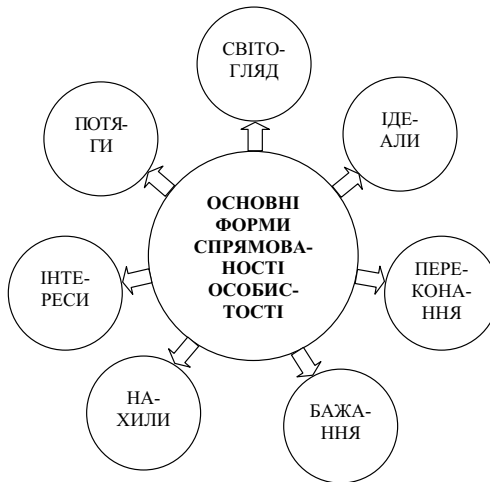 СВІТО-
ГЛЯД
ІДЕ-
АЛИ
ПЕРЕ-
КОНА-
ННЯ
БАЖА-
ННЯ
НА-
ХИЛИ
ІНТЕ-
РЕСИ
ПОТЯ-
ГИ
ОСНОВНІ
ФОРМИ
СПРЯМОВА-
НОСТІ
ОСОБИС-
ТОСТІ